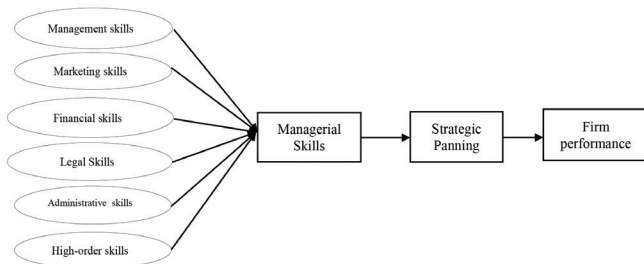 Management skills
Marketing skills
Financial skills
Legal Skills
Administrative skills
High-order skills
Managerial
Skills
Strategic
Panning
Firm
performance